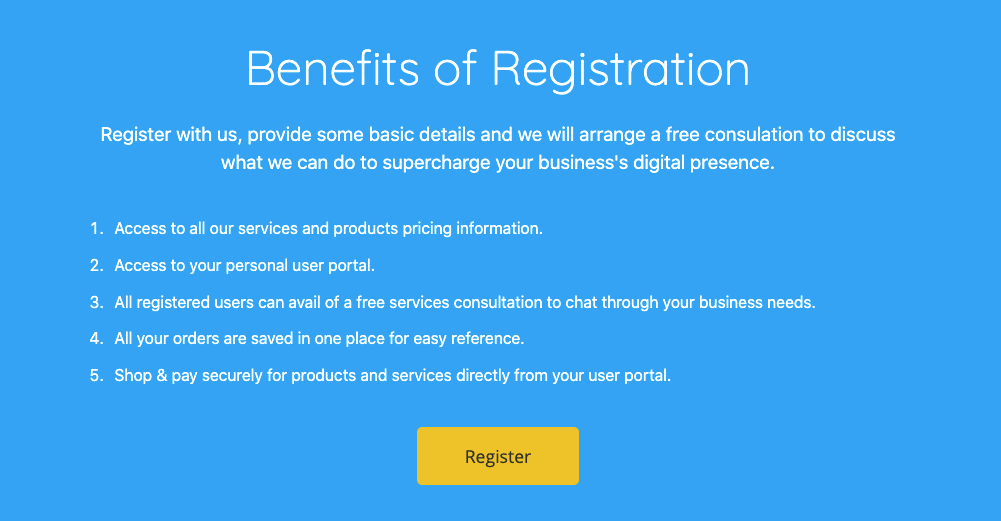 Benefits of Registration
Register with us, provide some basic details and we will arrange a free consulation to discuss
what we can do to supercharge your business's digital presence.
1. Access to all our services and products pricing information.
2. Access to your personal user portal.
3. All registered users can avail of a free services consultation to chat through your business needs.
4. All your orders are saved in one place for easy reference.
5. Shop & pay securely for products and services directly from your user portal.
Register